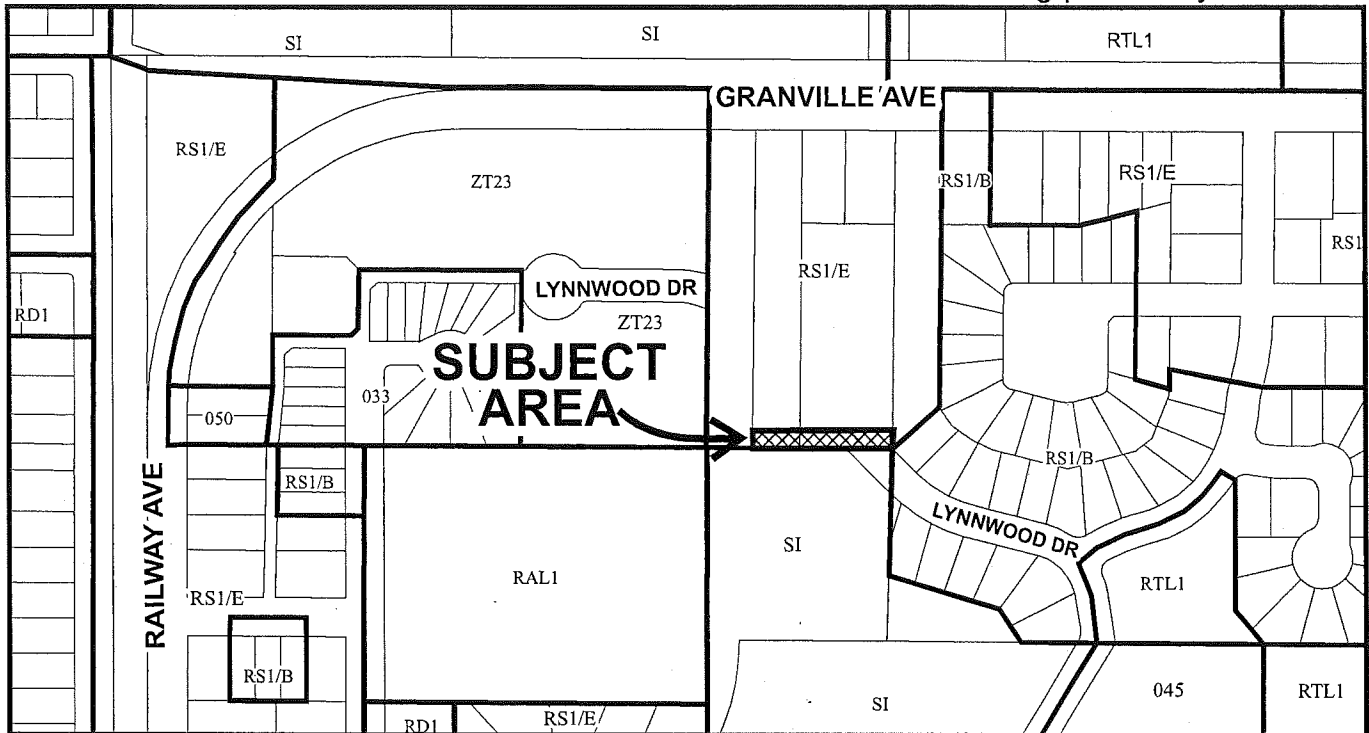 SI
SI
RTL1
GRANVILLE AVE
RS1/E
ZT23
RS1/B
RS1/E
RS1/E
RS1
LYNNWOOD DR
RD1
ZT23
SUBJECT
AREA
033
050
RS1/B
RS1/B
LYNNWOOD DR
SI
RAL1
RTL1
RAILWAY AVE
RS1/E
RS1/B
045
RTL1
SI
RS1/E
RD1